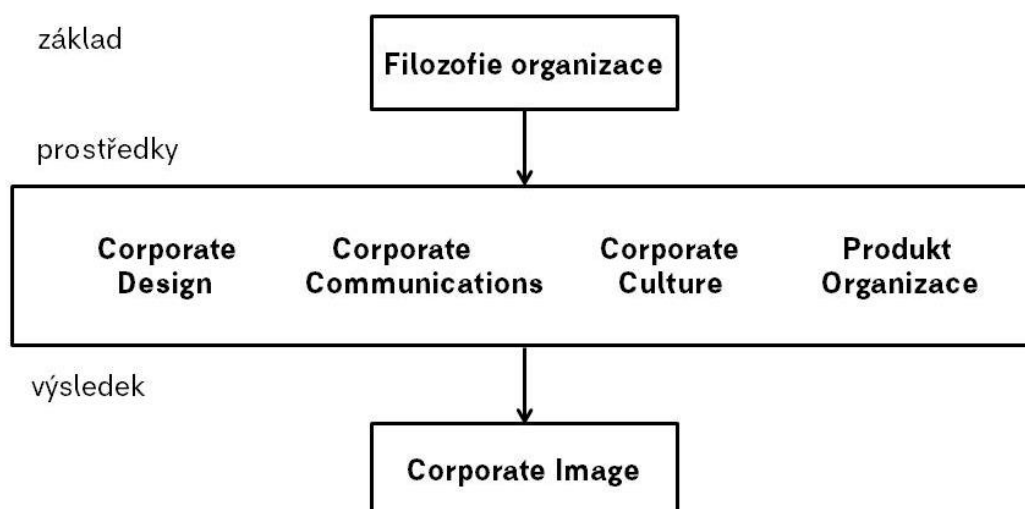 základ
Filozofie organizace
prostředky
Corporate Design
Corporate Communications
Corporate Culture
Produkt Organizace
výsledek
Corporate Image